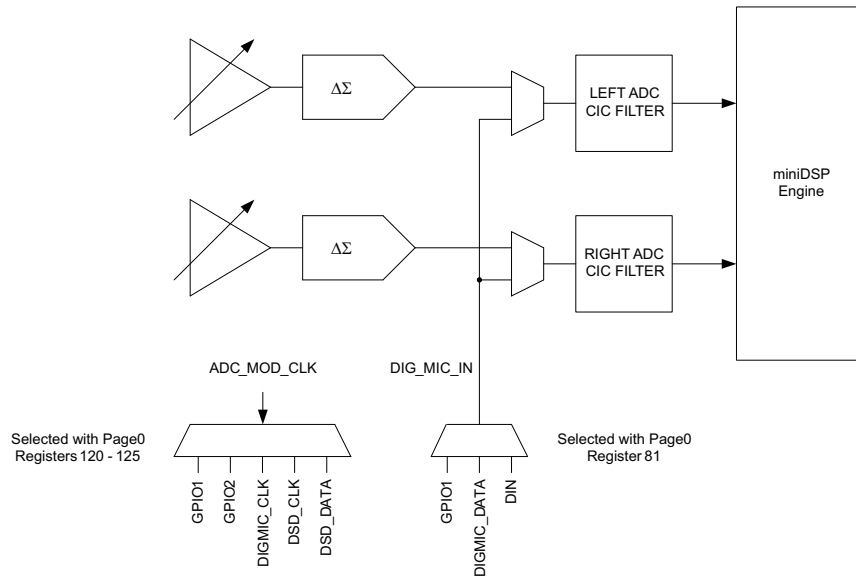 ΔΣ
LEFT ADC
CIC FILTER
miniDSP
Engine
ΔΣ
RIGHT ADC
CIC FILTER
ADC_MOD_CLK
DIG_MIC_IN
Selected with Page0
Registers 120 - 125
Selected with Page0
Register 81
GPIO1
GPIO2
DIGMIC_CLK
DSD_CLK
DSD_DATA
GPIO1
DIGMIC_DATA
DIN